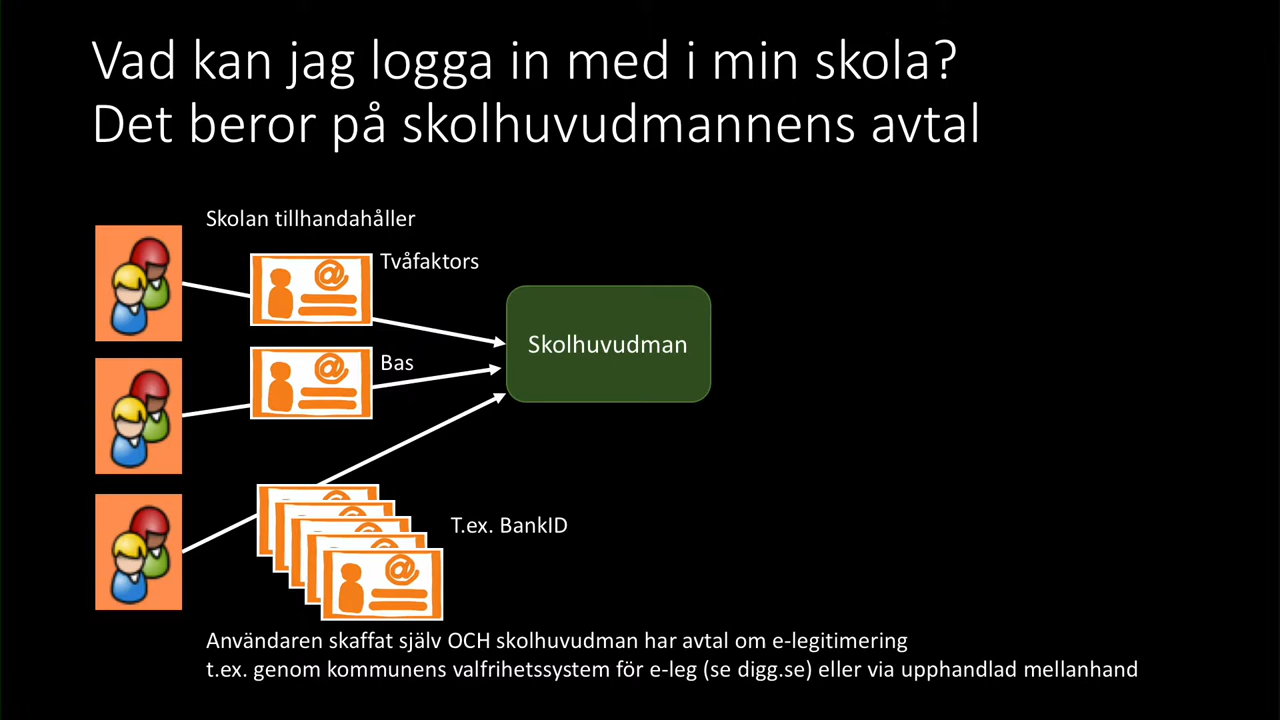 Vad kan jag logga in med i min skola?
Det beror på skolhuvudmannens avtal
Skolan tillhandahåller
Tvåfaktors
Skolhuvudman
Bas
T.ex. BankID
Användaren skaffat själv OCH skolhuvudman har avtal om e-legitimering
t.ex. genom kommunens valfrihetssystem för e-leg (se digg.se) eller via upphandlad mellanhand